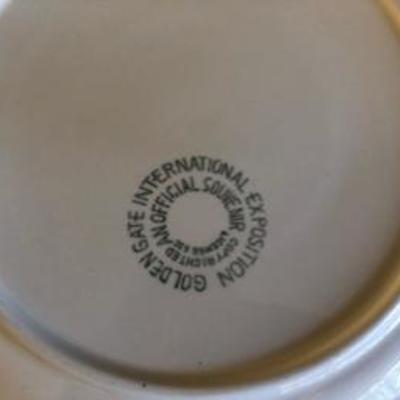 GOLDEN GATE INTERNATIONAL EXPOSITION
AN OFFICIAL SOUVENIR
COPYRIGHTED